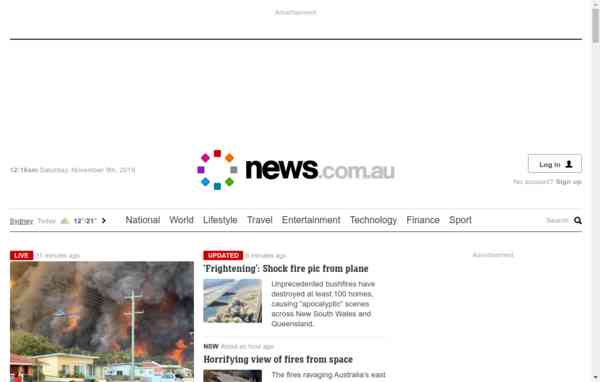 Advertisement
12:16am Saturday, November 9th, 2019
news.com.au
Log in
No account? Sign up
Sydney Today 12°/21°
National World Lifestyle Travel Entertainment Technology Finance Sport
Search
LIVE 31 minutes ago
UPDATED 6 minutes ago
'Frightening': Shock fire pic from plane
Unprecedented bushfires have
destroyed at least 100 homes,
causing "apocalyptic" scenes
across New South Wales and
Queensland.
NSW About an hour ago
Horrifying view of fires from space
The fires ravaging Australia's east
Advertisement